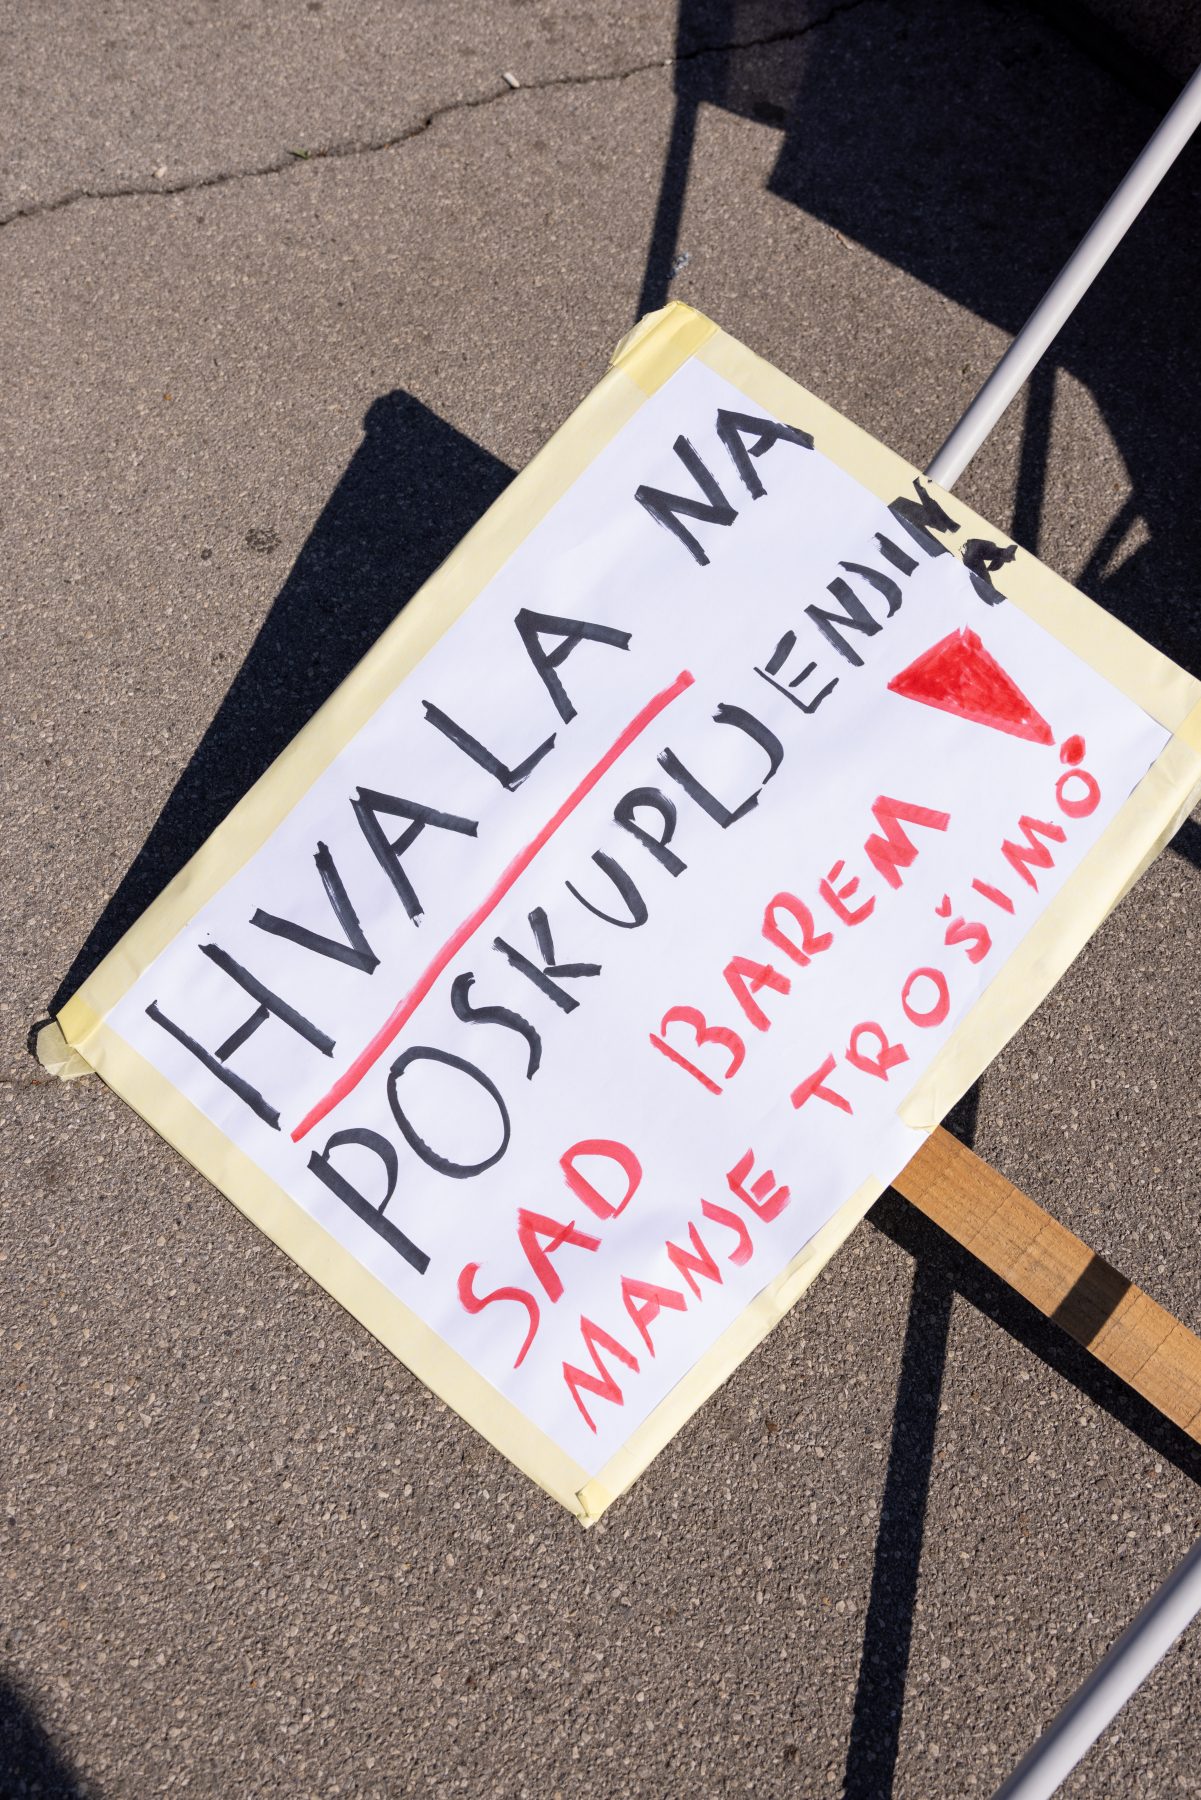 HVALA NA
POSKUPLJENJIMA!
SAD BAREM
MANJE TROŠIMO